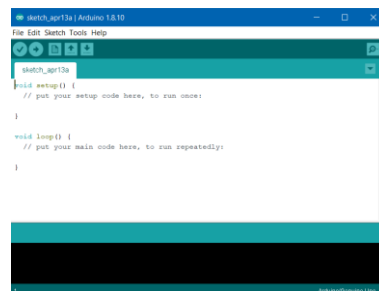 sketch_apr13a | Arduino 1.8.10
File Edit Sketch Tools Help
sketch_apr13a
void setup() {
// put your setup code here, to run once:
}
void loop() {
// put your main code here, to run repeatedly:
}
1